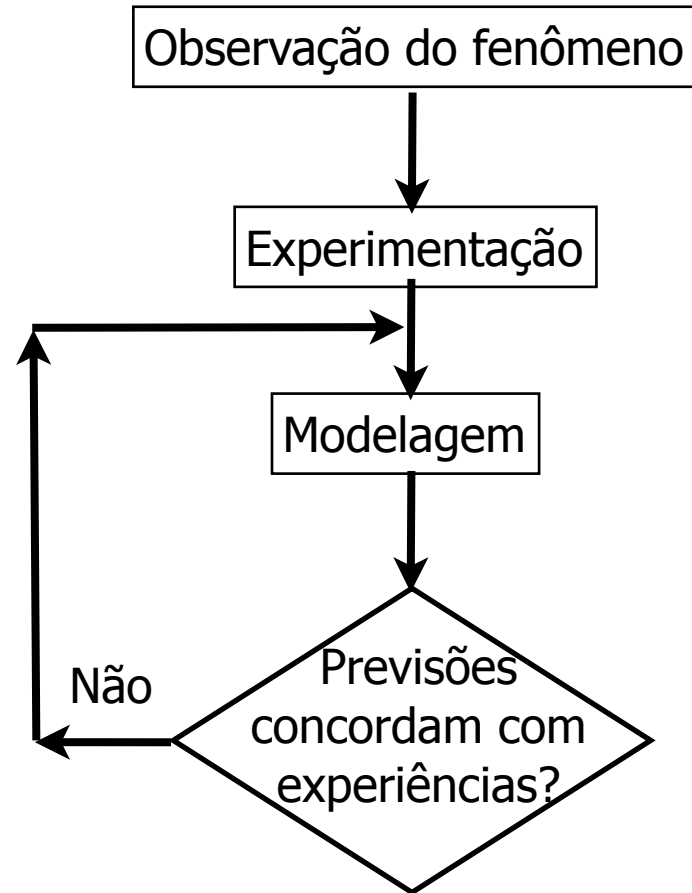 Observação do fenômeno
Experimentação
Modelagem
Não
Previsões
concordam com
experiências?